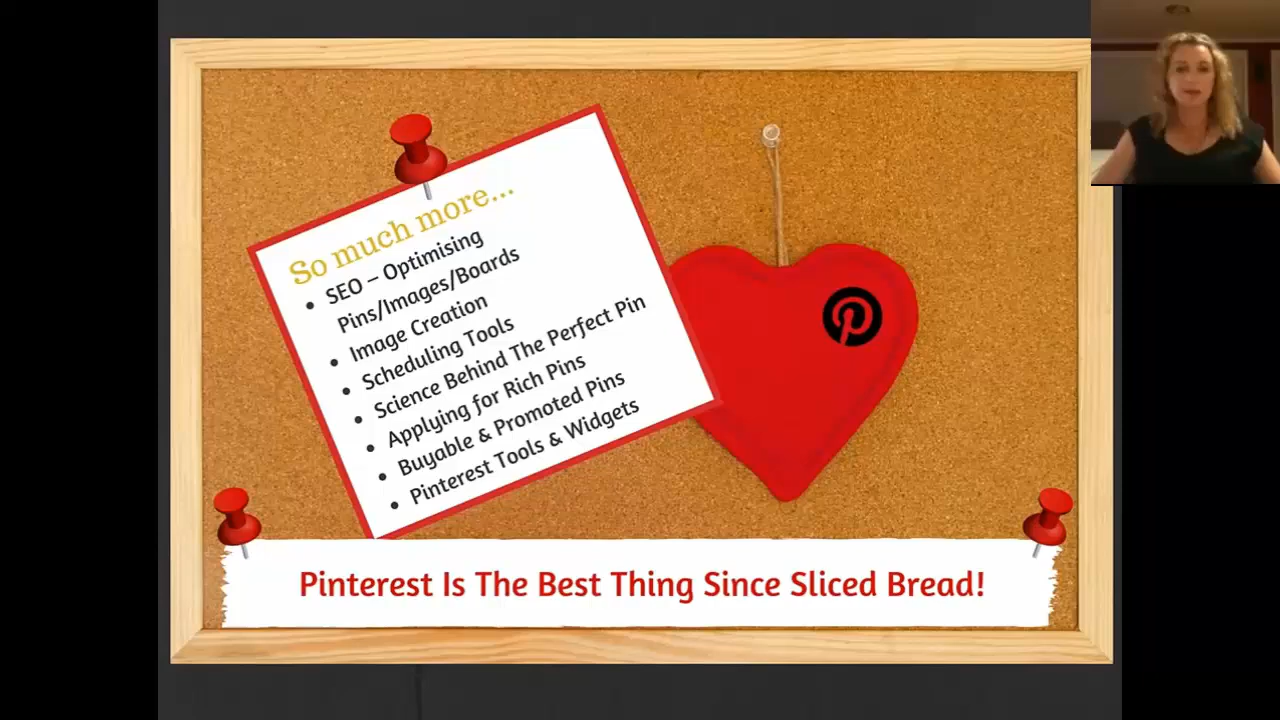 So much more...
• SEO – Optimising
Pins/Images/Boards
• Image Creation
• Scheduling Tools
• Science Behind The Perfect Pin
• Applying for Rich Pins
• Buyable & Promoted Pins
• Pinterest Tools & Widgets
Pinterest Is The Best Thing Since Sliced Bread!